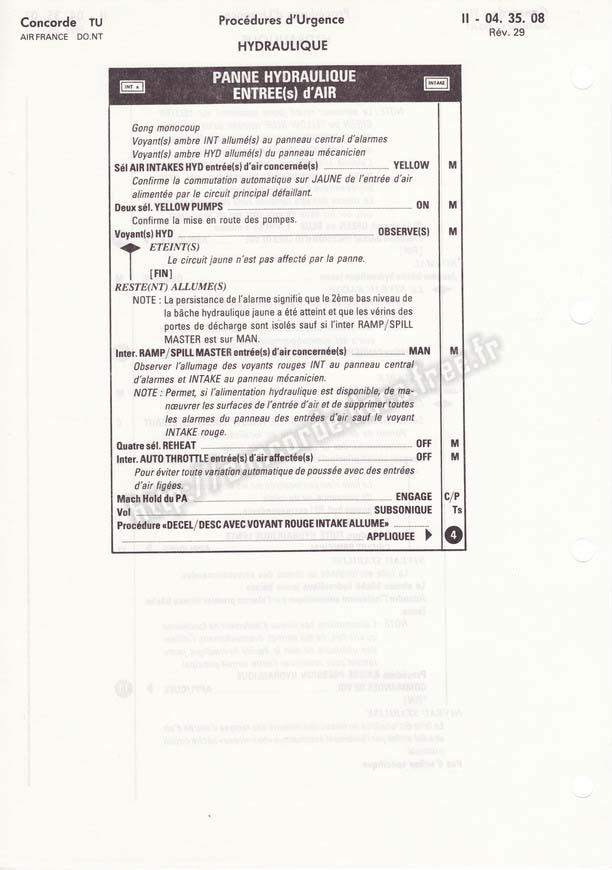 Concorde TU
AIR FRANCE DO.NT
Procédures d'Urgence
HYDRAULIQUE
II - 04. 35. 08
Rév. 29
INT ▲
PANNE HYDRAULIQUE
ENTREE(s) d'AIR
INTAKE
Gong monocoup
Voyant(s) ambre INT allumé(s) au panneau central d'alarmes
Voyant(s) ambre HYD allumé(s) du panneau mécanicien
Sél AIR INTAKES HYD entrée(s) d'air concernée(s) YELLOW M
Confirme la commutation automatique sur JAUNE de l'entrée d'air
alimentée par le circuit principal défaillant.
Deux sél. YELLOW PUMPS ON M
Confirme la mise en route des pompes.
Voyant(s) HYD OBSERVE(S) M
ETEINT(S)
Le circuit jaune n'est pas affecté par la panne.
[FIN]
RESTE(NT) ALLUME(S)
NOTE : La persistance de l'alarme signifie que le 2ème bas niveau de
la bâche hydraulique jaune a été atteint et que les vérins des
portes de décharge sont isolés sauf si l'inter RAMP/SPILL
MASTER est sur MAN.
Inter. RAMP/SPILL MASTER entrée(s) d'air concernée(s) MAN M
Observer l'allumage des voyants rouges INT au panneau central
d'alarmes et INTAKE au panneau mécanicien.
NOTE : Permet, si l'alimentation hydraulique est disponible, de ma-
nœuvrer les surfaces de l'entrée d'air et de supprimer toutes
les alarmes du panneau des entrées d'air sauf le voyant
INTAKE rouge.
Quatre sél. REHEAT OFF M
Inter. AUTO THROTTLE entrée(s) d'air affectée(s) OFF M
Pour éviter toute variation automatique de poussée avec des entrées
d'air figées.
Mach Hold du PA ENGAGE C/P
Vol SUBSONIQUE Ts
Procédure «DECEL/DESC AVEC VOYANT ROUGE INTAKE ALLUME»
APPLIQUEE 4